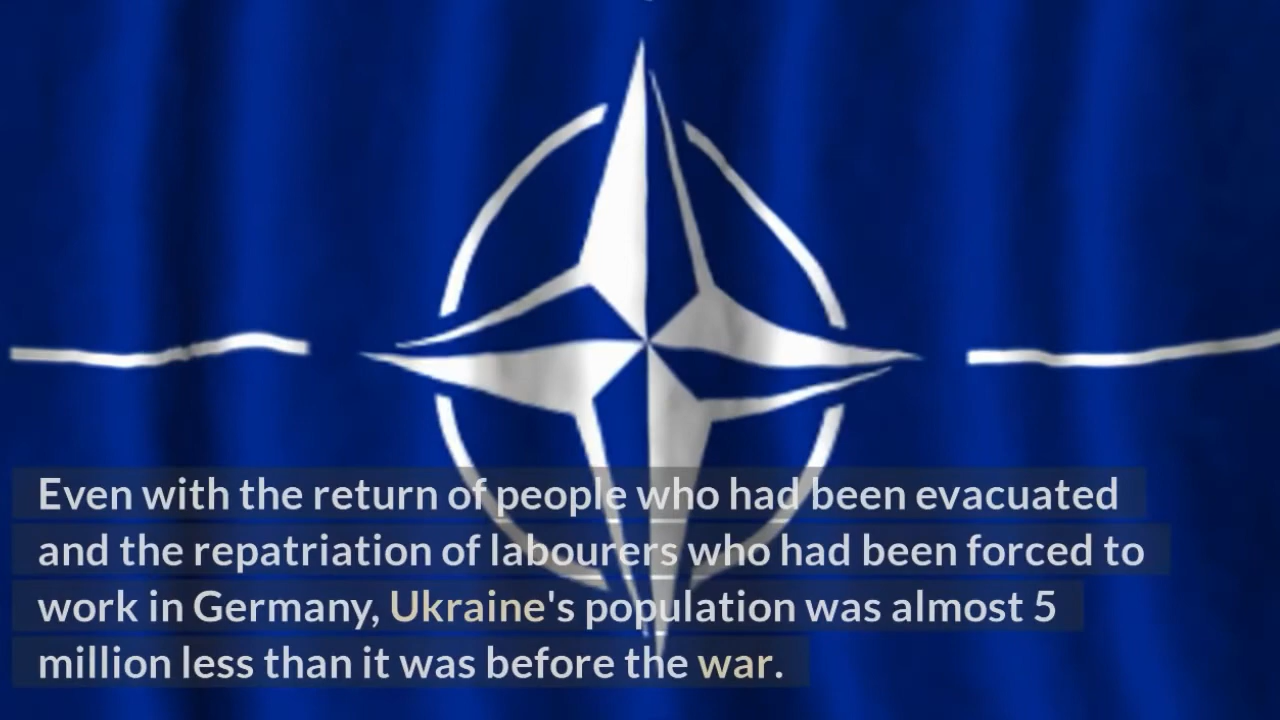 Even with the return of people who had been evacuated
and the repatriation of labourers who had been forced to
work in Germany, Ukraine's population was almost 5
million less than it was before the war.